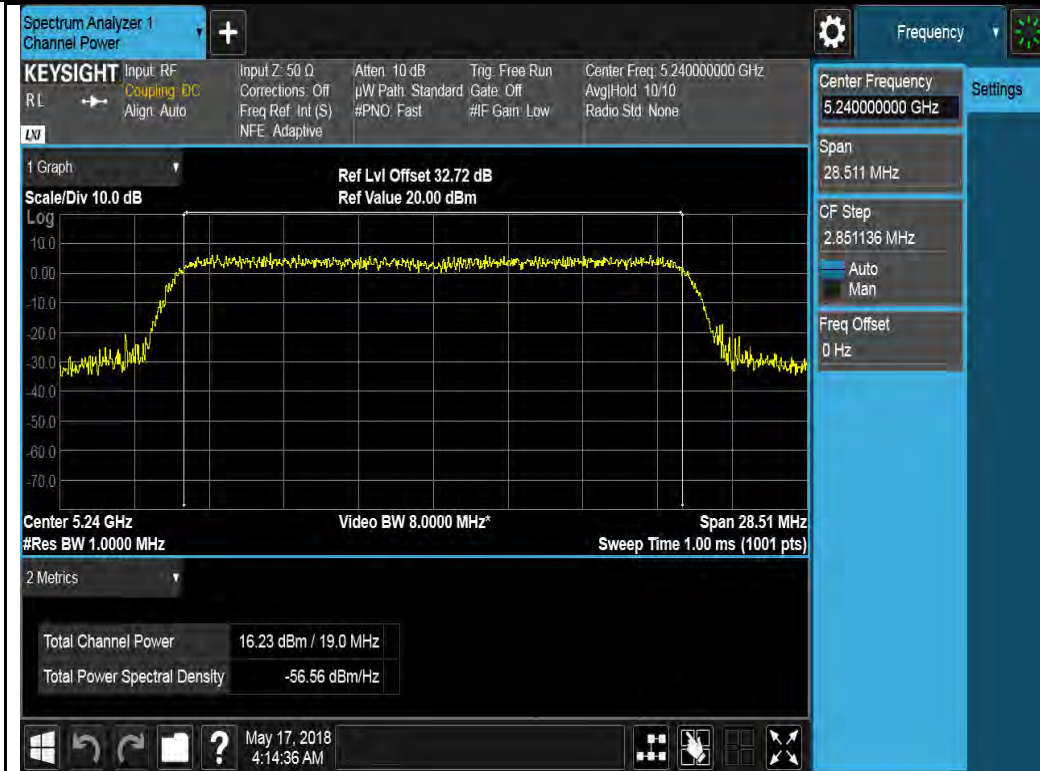 Spectrum Analyzer 1
Channel Power
+
Frequency
KEYSIGHT
R L
LXI
Input: RF
Coupling: DC
Align: Auto
Input Z: 50 Ω
Corrections: Off
Freq Ref: Int (S)
NFE: Adaptive
Atten: 10 dB
µW Path: Standard
#PNO: Fast
Trig: Free Run
Gate: Off
#IF Gain: Low
Center Freq: 5.240000000 GHz
Avg|Hold: 10/10
Radio Std: None
Center Frequency
5.240000000 GHz
Settings
Span
28.511 MHz
CF Step
2.851136 MHz
Auto
Man
Freq Offset
0 Hz
1 Graph
Scale/Div 10.0 dB
Ref Lvl Offset 32.72 dB
Ref Value 20.00 dBm
Log
10.0
0.00
-10.0
-20.0
-30.0
-40.0
-50.0
-60.0
-70.0
Center 5.24 GHz
#Res BW 1.0000 MHz
Video BW 8.0000 MHz*
Span 28.51 MHz
Sweep Time 1.00 ms (1001 pts)
2 Metrics
Total Channel Power 16.23 dBm / 19.0 MHz
Total Power Spectral Density -56.56 dBm/Hz
?
May 17, 2018
4:14:36 AM